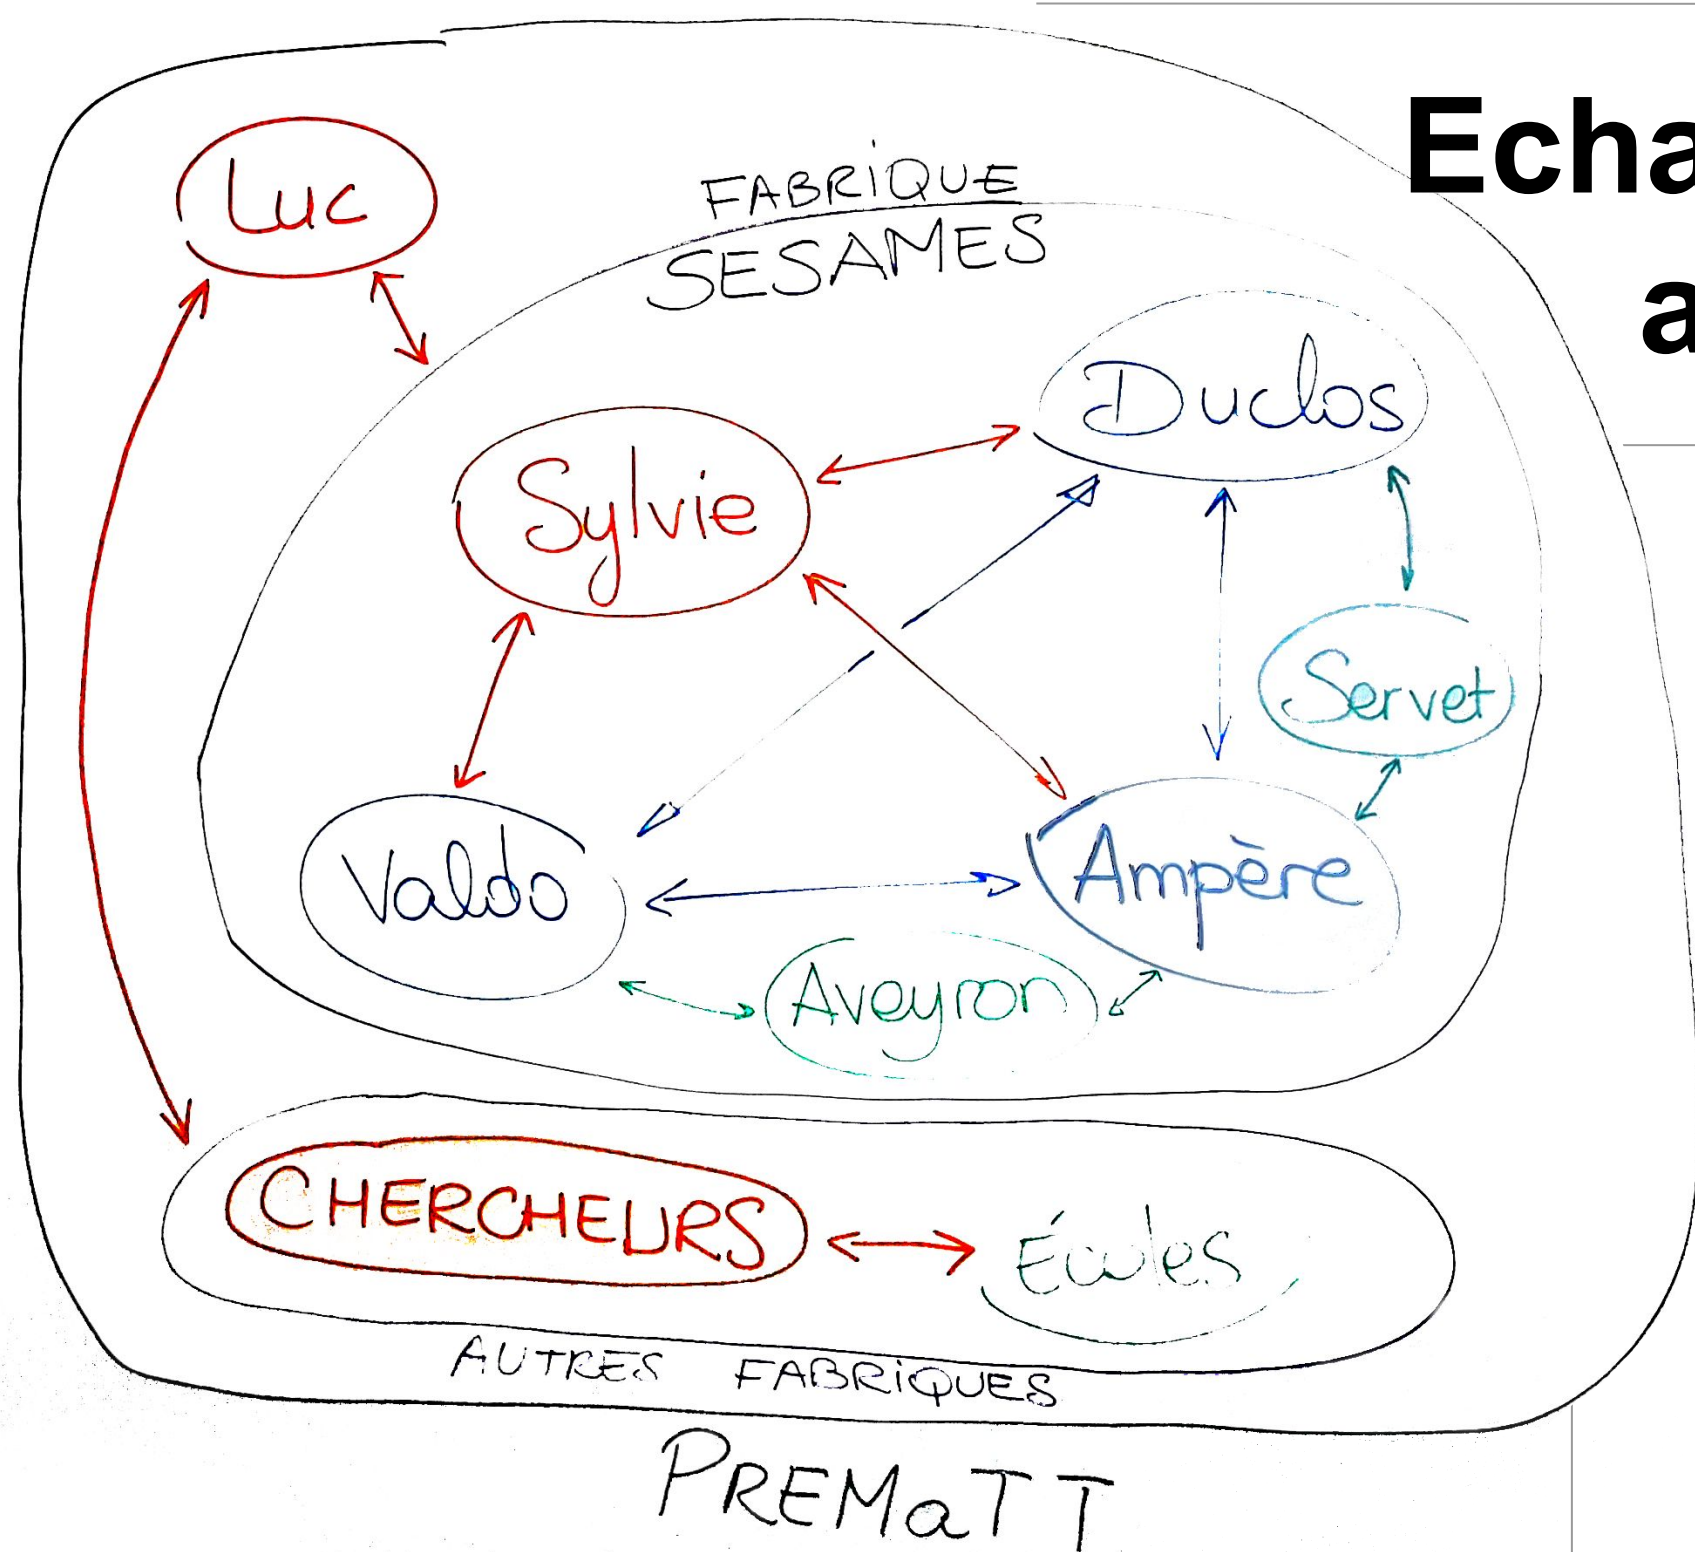 Echa
a
Luc
FABRIQUE
SESAMES
Duclos
Sylvie
Servet
Valdo
Ampère
Aveyron
CHERCHEURS
Écoles
AUTRES FABRIQUES
PREMaTT